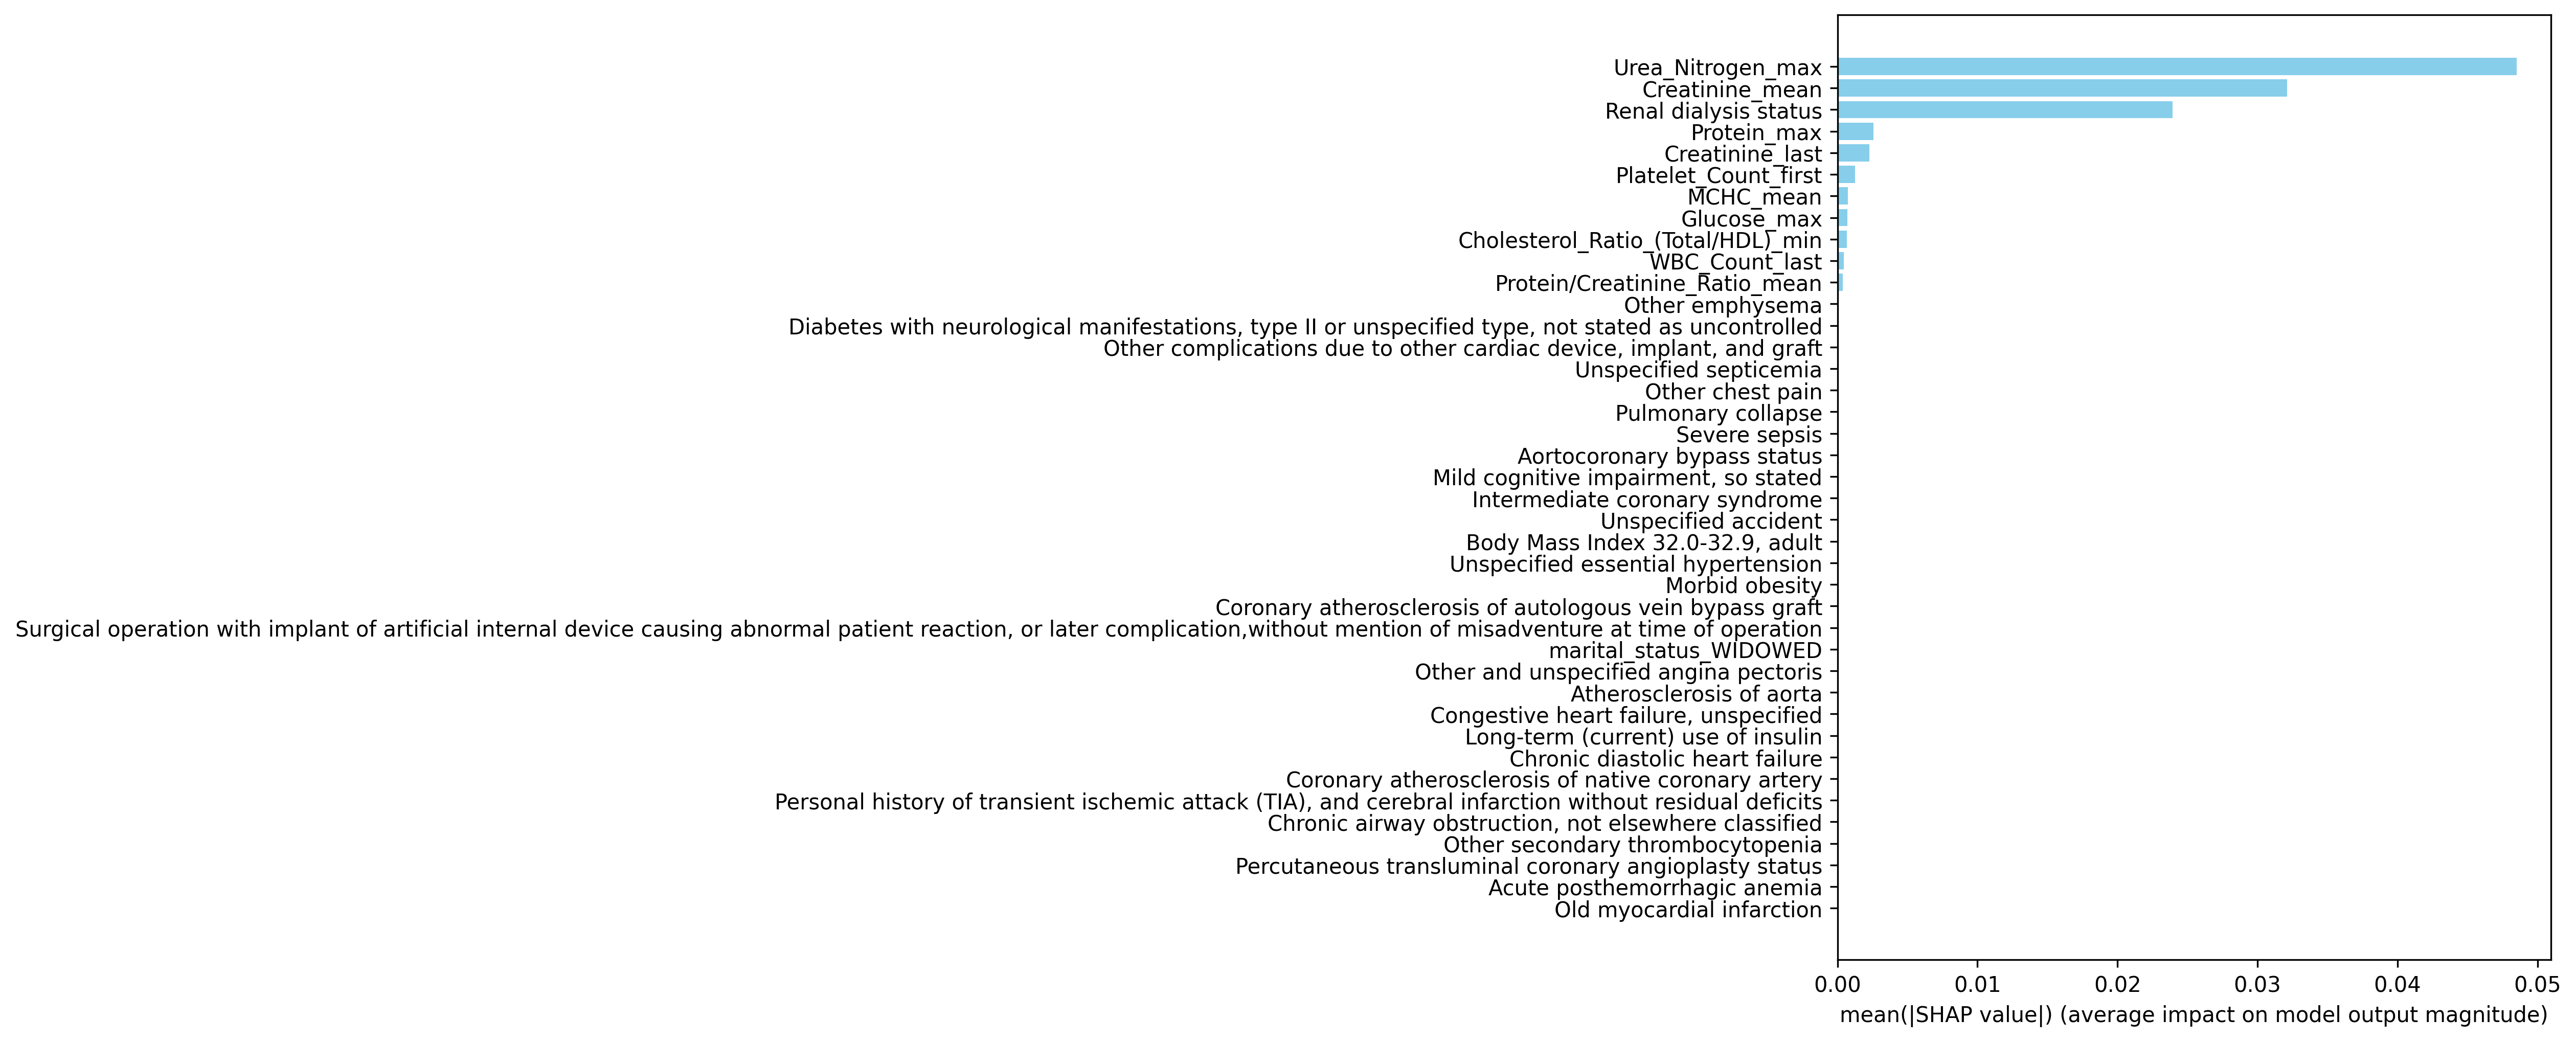 Urea_Nitrogen_max
Creatinine_mean
Renal dialysis status
Protein_max
Creatinine_last
Platelet_Count_first
MCHC_mean
Glucose_max
Cholesterol_Ratio_(Total/HDL)_min
WBC_Count_last
Protein/Creatinine_Ratio_mean
Other emphysema
Diabetes with neurological manifestations, type II or unspecified type, not stated as uncontrolled
Other complications due to other cardiac device, implant, and graft
Unspecified septicemia
Other chest pain
Pulmonary collapse
Severe sepsis
Aortocoronary bypass status
Mild cognitive impairment, so stated
Intermediate coronary syndrome
Unspecified accident
Body Mass Index 32.0-32.9, adult
Unspecified essential hypertension
Morbid obesity
Coronary atherosclerosis of autologous vein bypass graft
Surgical operation with implant of artificial internal device causing abnormal patient reaction, or later complication,without mention of misadventure at time of operation
marital_status_WIDOWED
Other and unspecified angina pectoris
Atherosclerosis of aorta
Congestive heart failure, unspecified
Long-term (current) use of insulin
Chronic diastolic heart failure
Coronary atherosclerosis of native coronary artery
Personal history of transient ischemic attack (TIA), and cerebral infarction without residual deficits
Chronic airway obstruction, not elsewhere classified
Other secondary thrombocytopenia
Percutaneous transluminal coronary angioplasty status
Acute posthemorrhagic anemia
Old myocardial infarction
0.00 0.01 0.02 0.03 0.04 0.05
mean(|SHAP value|) (average impact on model output magnitude)